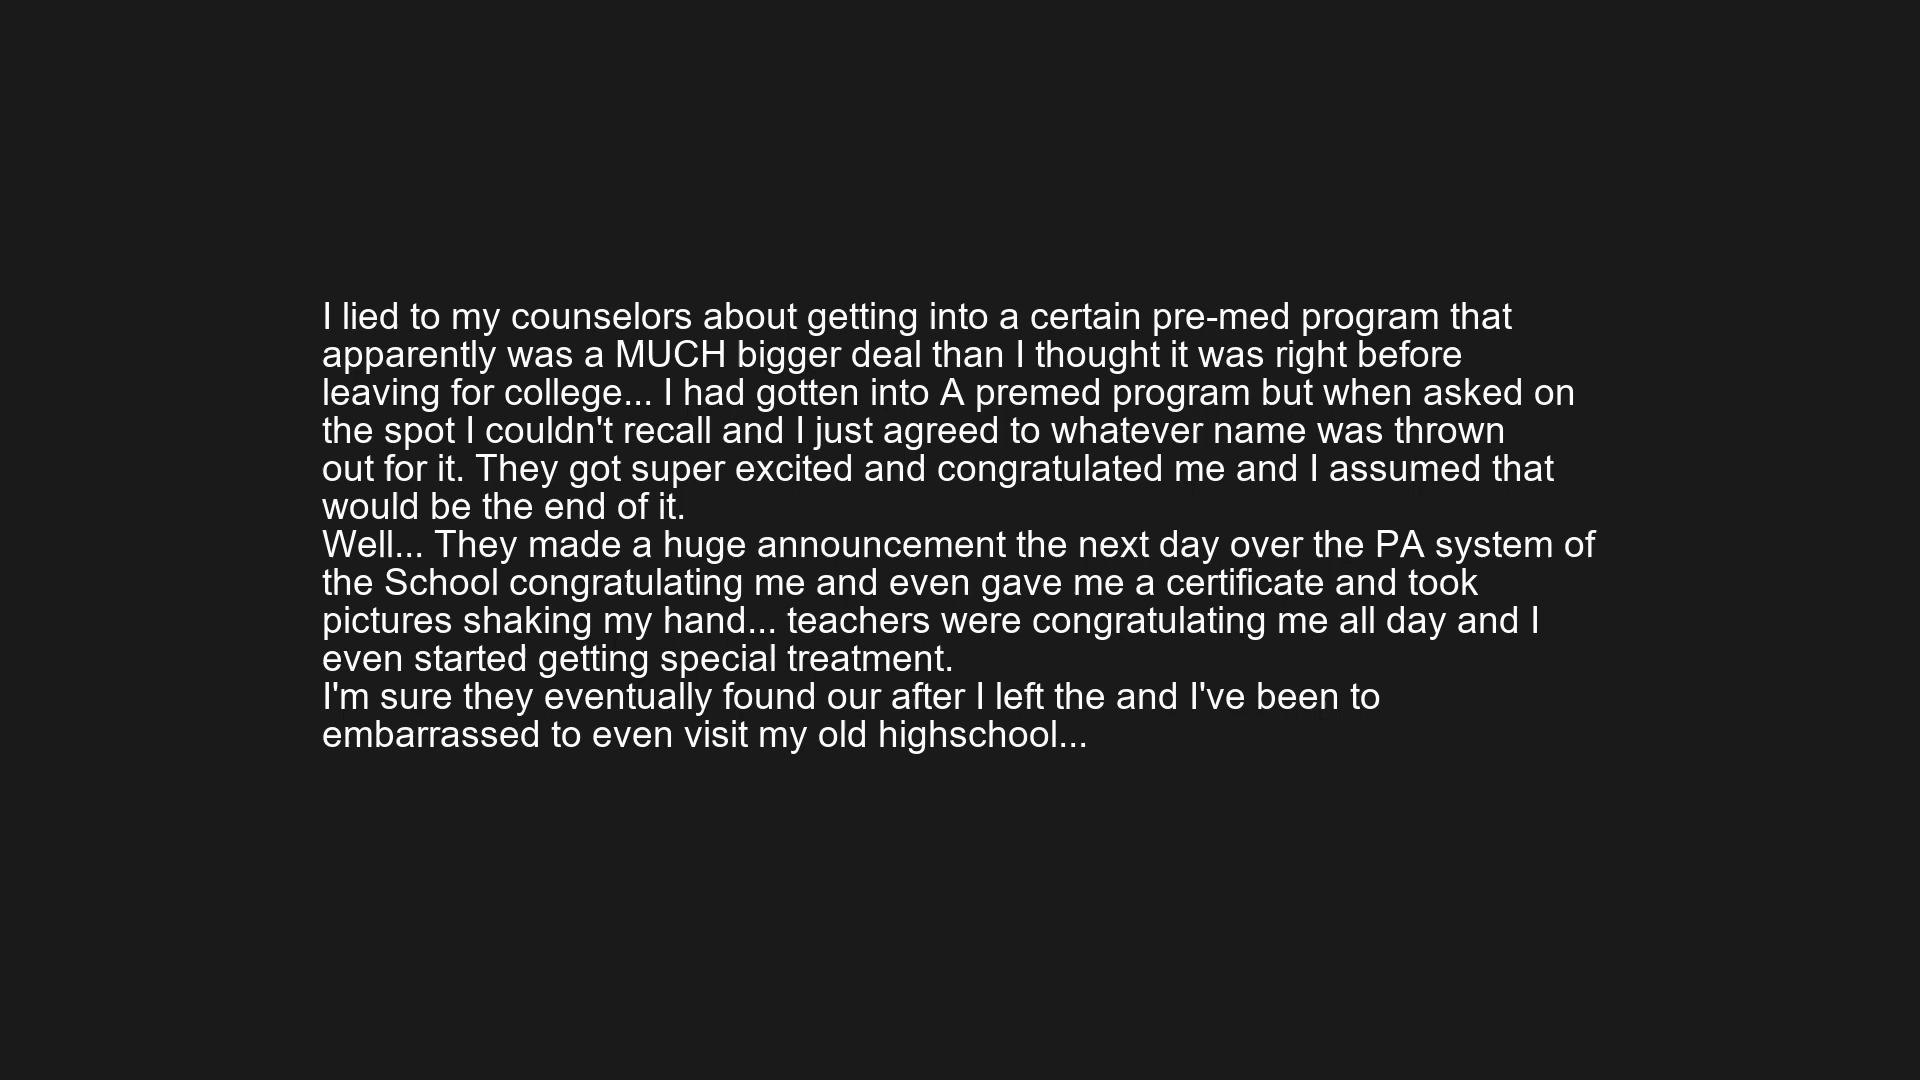 I lied to my counselors about getting into a certain pre-med program that
apparently was a MUCH bigger deal than I thought it was right before
leaving for college... I had gotten into A premed program but when asked on
the spot I couldn't recall and I just agreed to whatever name was thrown
out for it. They got super excited and congratulated me and I assumed that
would be the end of it.
Well... They made a huge announcement the next day over the PA system of
the School congratulating me and even gave me a certificate and took
pictures shaking my hand... teachers were congratulating me all day and I
even started getting special treatment.
I'm sure they eventually found our after I left the and I've been to
embarrassed to even visit my old highschool...